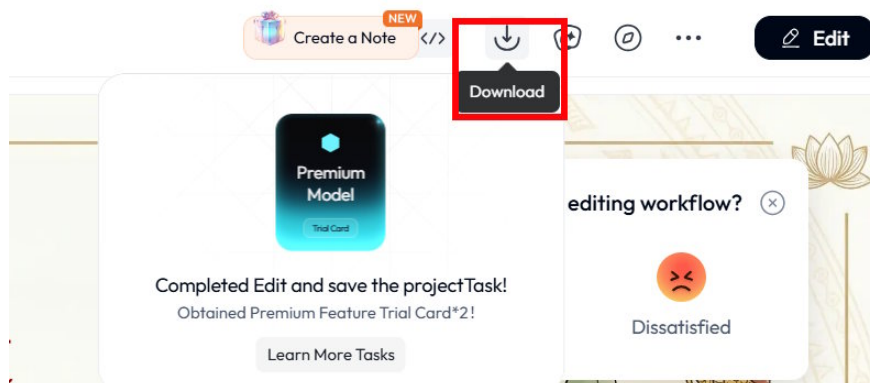 NEW
Create a Note
</>
Edit
Download
Premium
Model
Trial Card
Completed Edit and save the projectTask!
Obtained Premium Feature Trial Card*2!
Learn More Tasks
editing workflow?
Dissatisfied